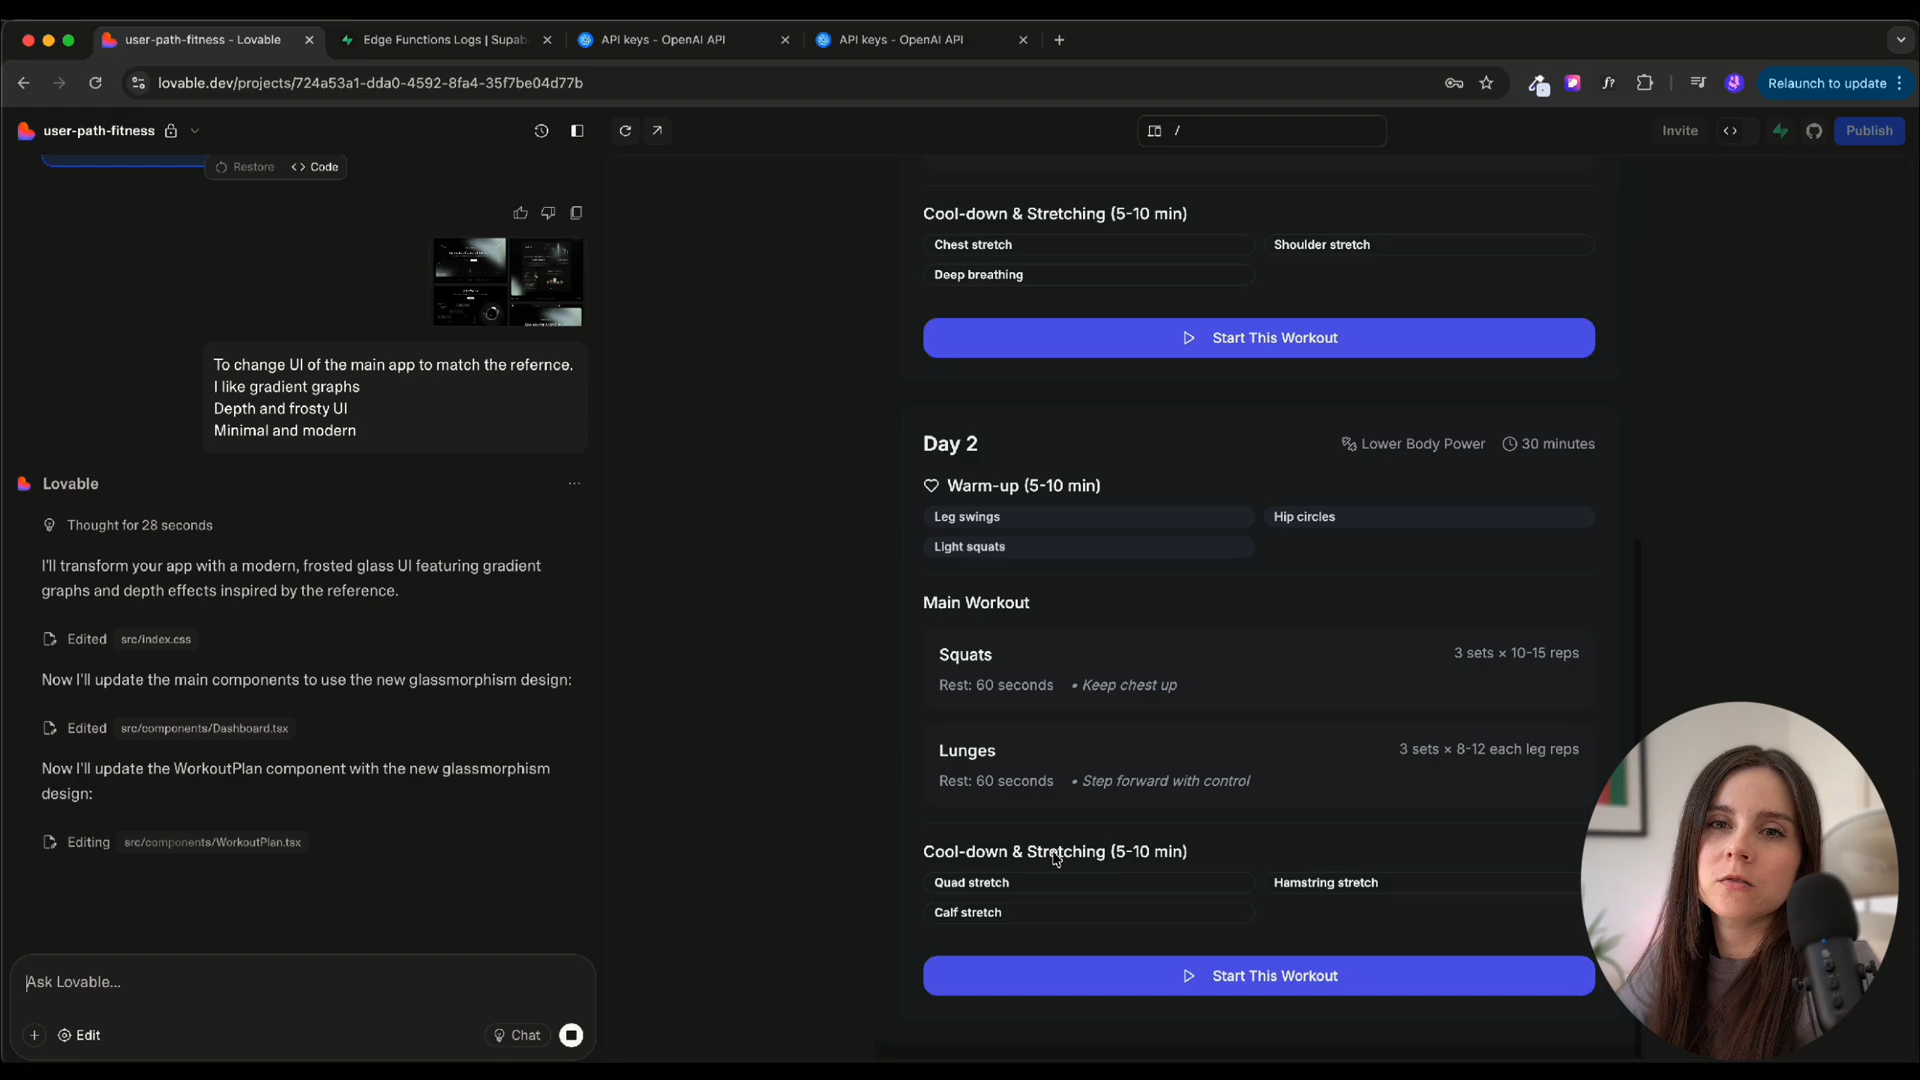 user-path-fitness - Lovable
Edge Functions Logs | Supab
API keys - OpenAI API
API keys - OpenAI API
lovable.dev/projects/724a53a1-dda0-4592-8fa4-35f7be04d77b
f?
Relaunch to update
user-path-fitness
/
Invite
Publish
Restore
Code
To change UI of the main app to match the refernce.
I like gradient graphs
Depth and frosty UI
Minimal and modern
Lovable
Thought for 28 seconds
I'll transform your app with a modern, frosted glass UI featuring gradient
graphs and depth effects inspired by the reference.
Edited src/index.css
Now I'll update the main components to use the new glassmorphism design:
Edited src/components/Dashboard.tsx
Now I'll update the WorkoutPlan component with the new glassmorphism
design:
Editing src/components/WorkoutPlan.tsx
Ask Lovable...
Edit
Chat
Cool-down & Stretching (5-10 min)
Chest stretch
Shoulder stretch
Deep breathing
Start This Workout
Day 2
Lower Body Power
30 minutes
Warm-up (5-10 min)
Leg swings
Hip circles
Light squats
Main Workout
Squats
3 sets × 10-15 reps
Rest: 60 seconds • Keep chest up
Lunges
3 sets × 8-12 each leg reps
Rest: 60 seconds • Step forward with control
Cool-down & Stretching (5-10 min)
Quad stretch
Hamstring stretch
Calf stretch
Start This Workout